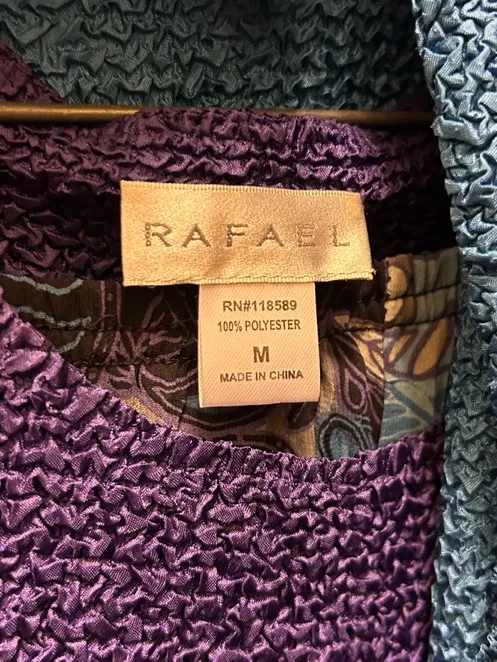 RAFAEL
RN#118589
100% POLYESTER
M
MADE IN CHINA